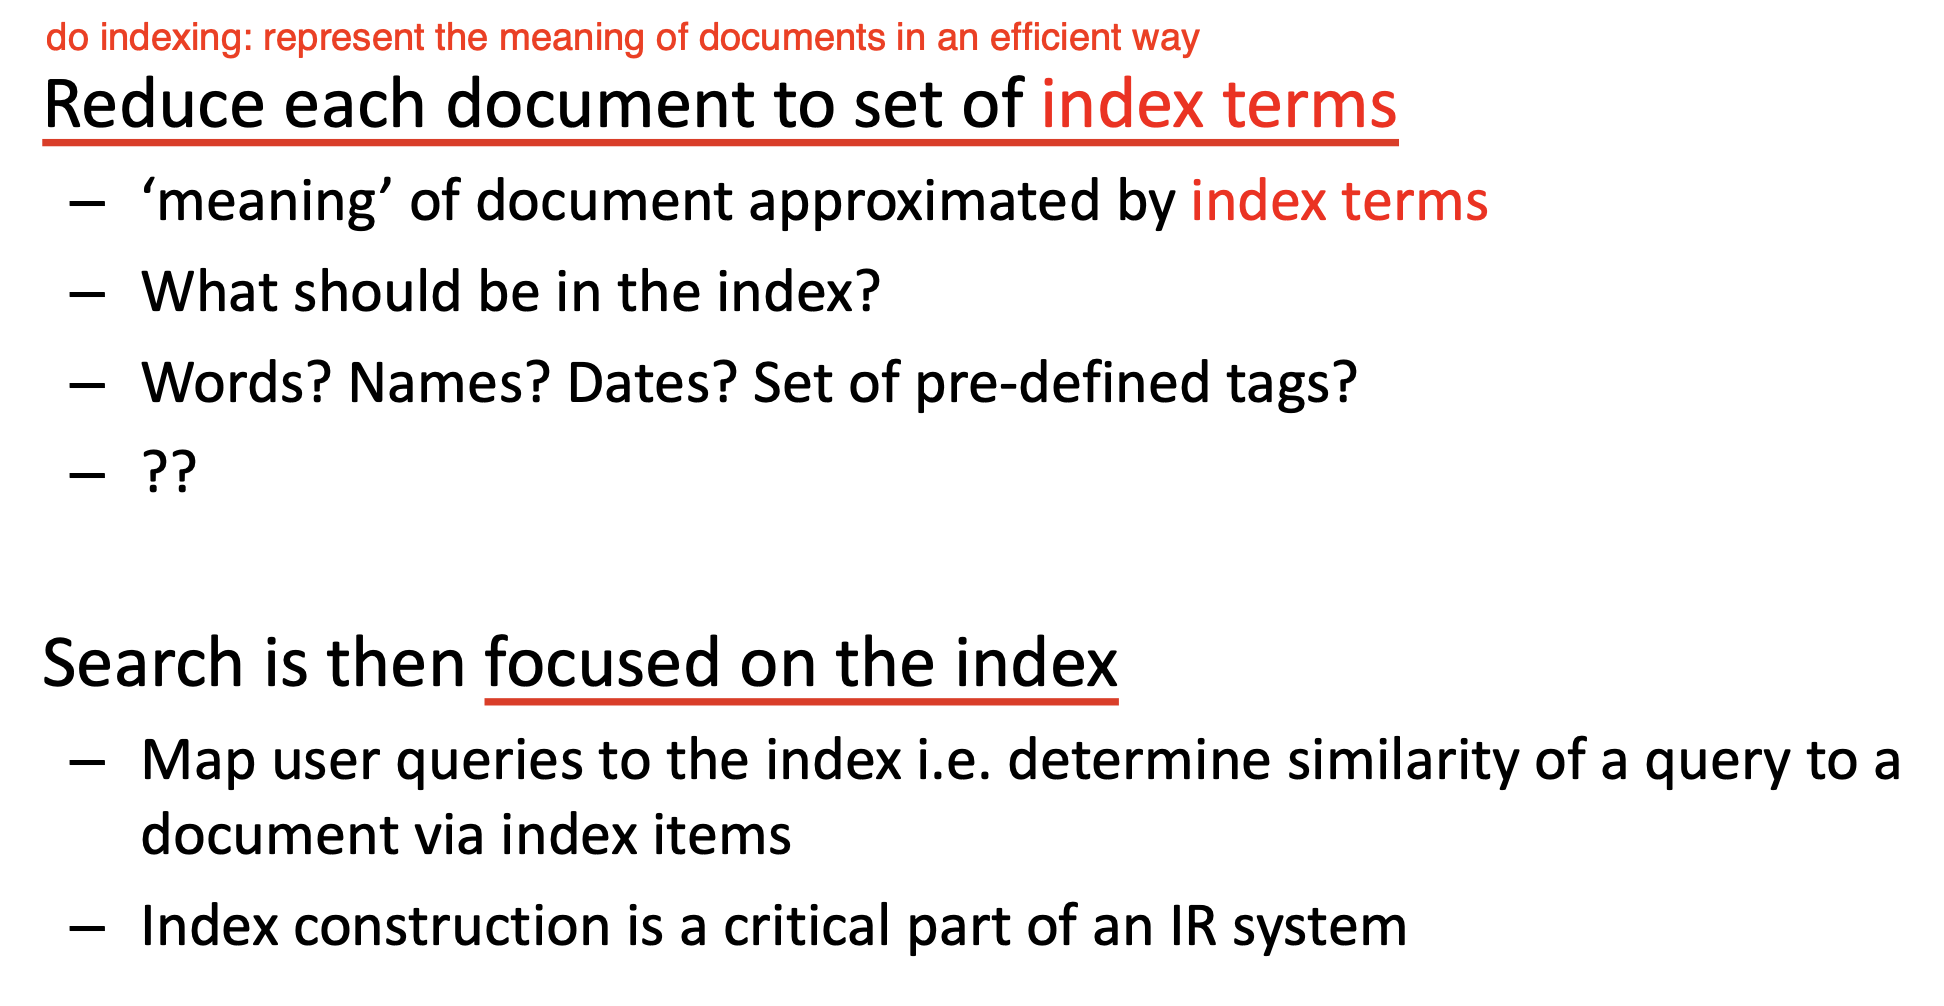 do indexing: represent the meaning of documents in an efficient way
Reduce each document to set of index terms
– ‘meaning’ of document approximated by index terms
– What should be in the index?
– Words? Names? Dates? Set of pre-defined tags?
– ??
Search is then focused on the index
– Map user queries to the index i.e. determine similarity of a query to a
document via index items
– Index construction is a critical part of an IR system